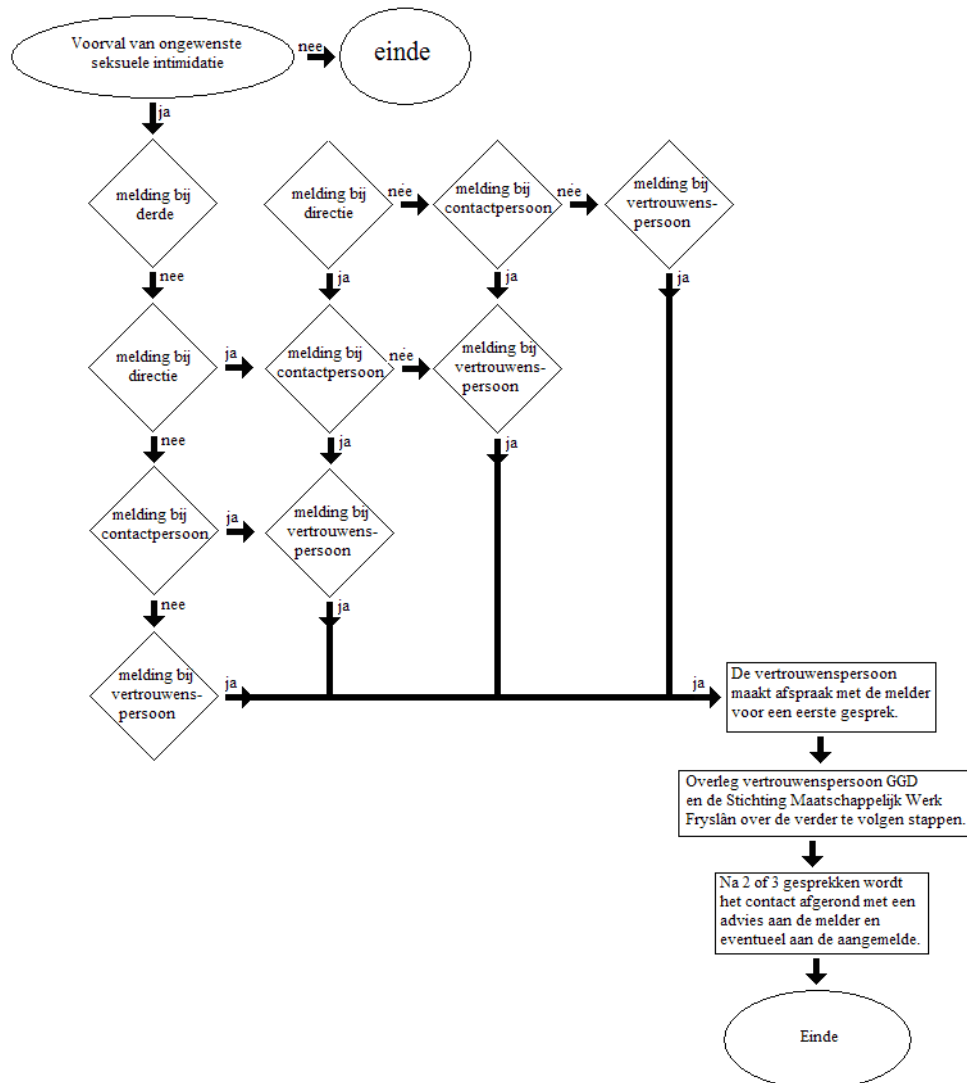 Voorval van ongewenste
seksuele intimidatie
nee
einde
ja
melding bij
derde
melding bij
directie
nee
melding bij
contactpersoon
nee
melding bij
vertrouwens-
persoon
nee
ja
ja
ja
melding bij
directie
ja
melding bij
contactpersoon
nee
melding bij
vertrouwens-
persoon
nee
ja
ja
melding bij
contactpersoon
ja
melding bij
vertrouwens-
persoon
nee
ja
melding bij
vertrouwens-
persoon
ja
ja
De vertrouwenspersoon
maakt afspraak met de melder
voor een eerste gesprek.
Overleg vertrouwenspersoon GGD
en de Stichting Maatschappelijk Werk
Fryslân over de verder te volgen stappen.
Na 2 of 3 gesprekken wordt
het contact afgerond met een
advies aan de melder en
eventueel aan de aangemelde.
Einde